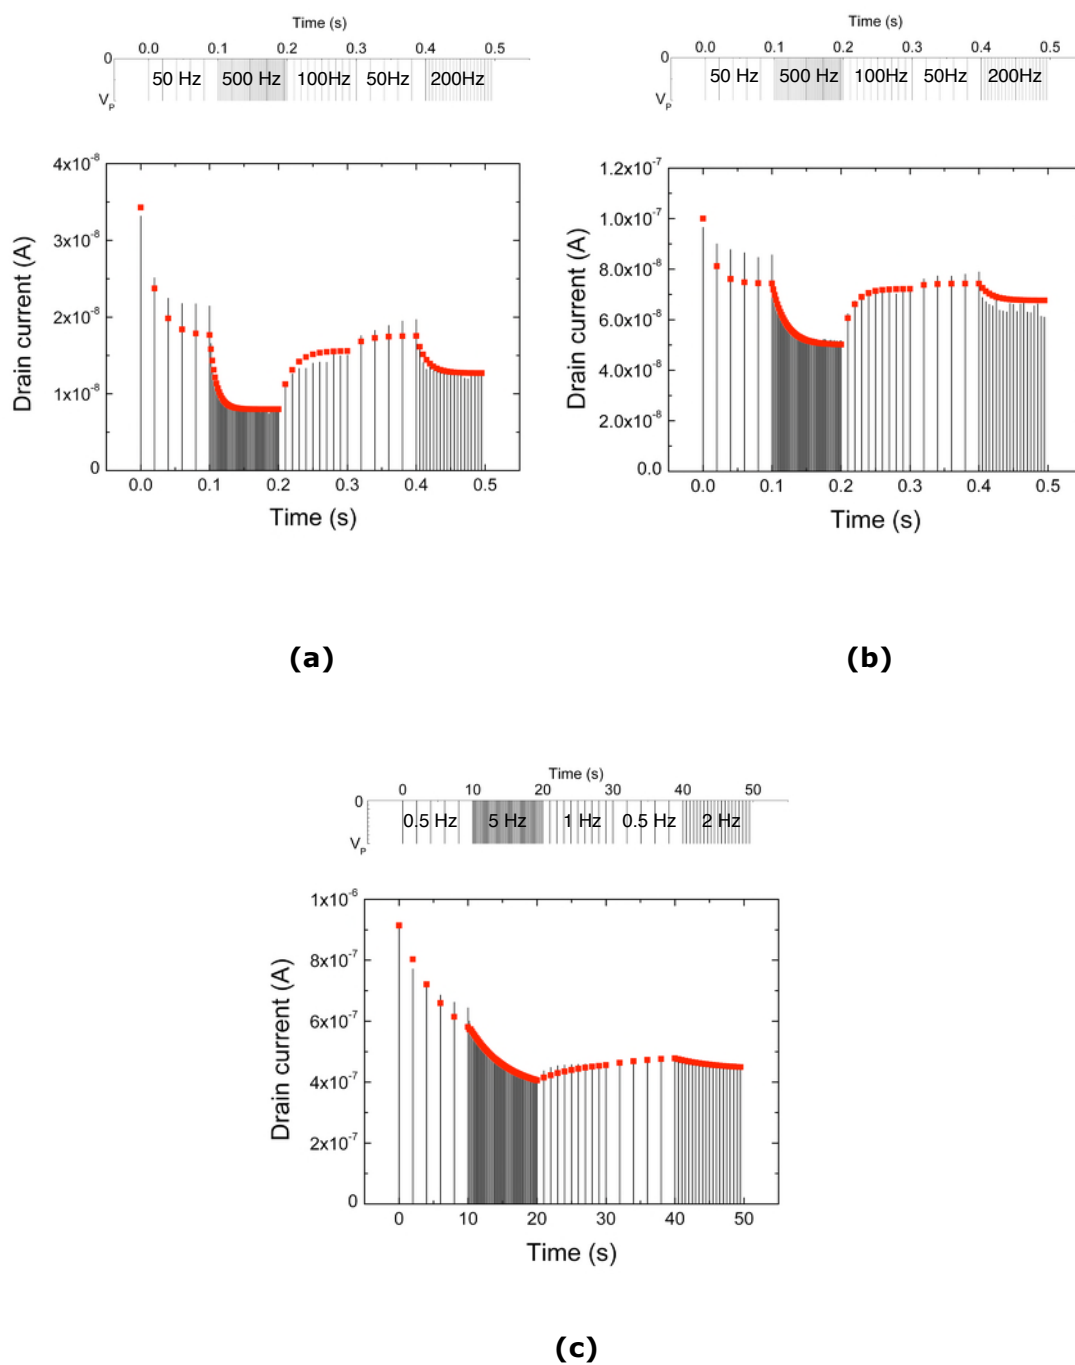 Time (s)
0.0 0.1 0.2 0.3 0.4 0.5
0
50 Hz 500 Hz 100Hz 50Hz 200Hz
VP
4x10-8
3x10-8
2x10-8
1x10-8
0
Drain current (A)
0.0 0.1 0.2 0.3 0.4 0.5
Time (s)
(a)
Time (s)
0.0 0.1 0.2 0.3 0.4 0.5
0
50 Hz 500 Hz 100Hz 50Hz 200Hz
VP
1.2x10-7
1.0x10-7
8.0x10-8
6.0x10-8
4.0x10-8
2.0x10-8
0.0
Drain current (A)
0.0 0.1 0.2 0.3 0.4 0.5
Time (s)
(b)
Time (s)
0 10 20 30 40 50
0
0.5 Hz 5 Hz 1 Hz 0.5 Hz 2 Hz
VP
1x10-6
8x10-7
6x10-7
4x10-7
2x10-7
0
Drain current (A)
0 10 20 30 40 50
Time (s)
(c)